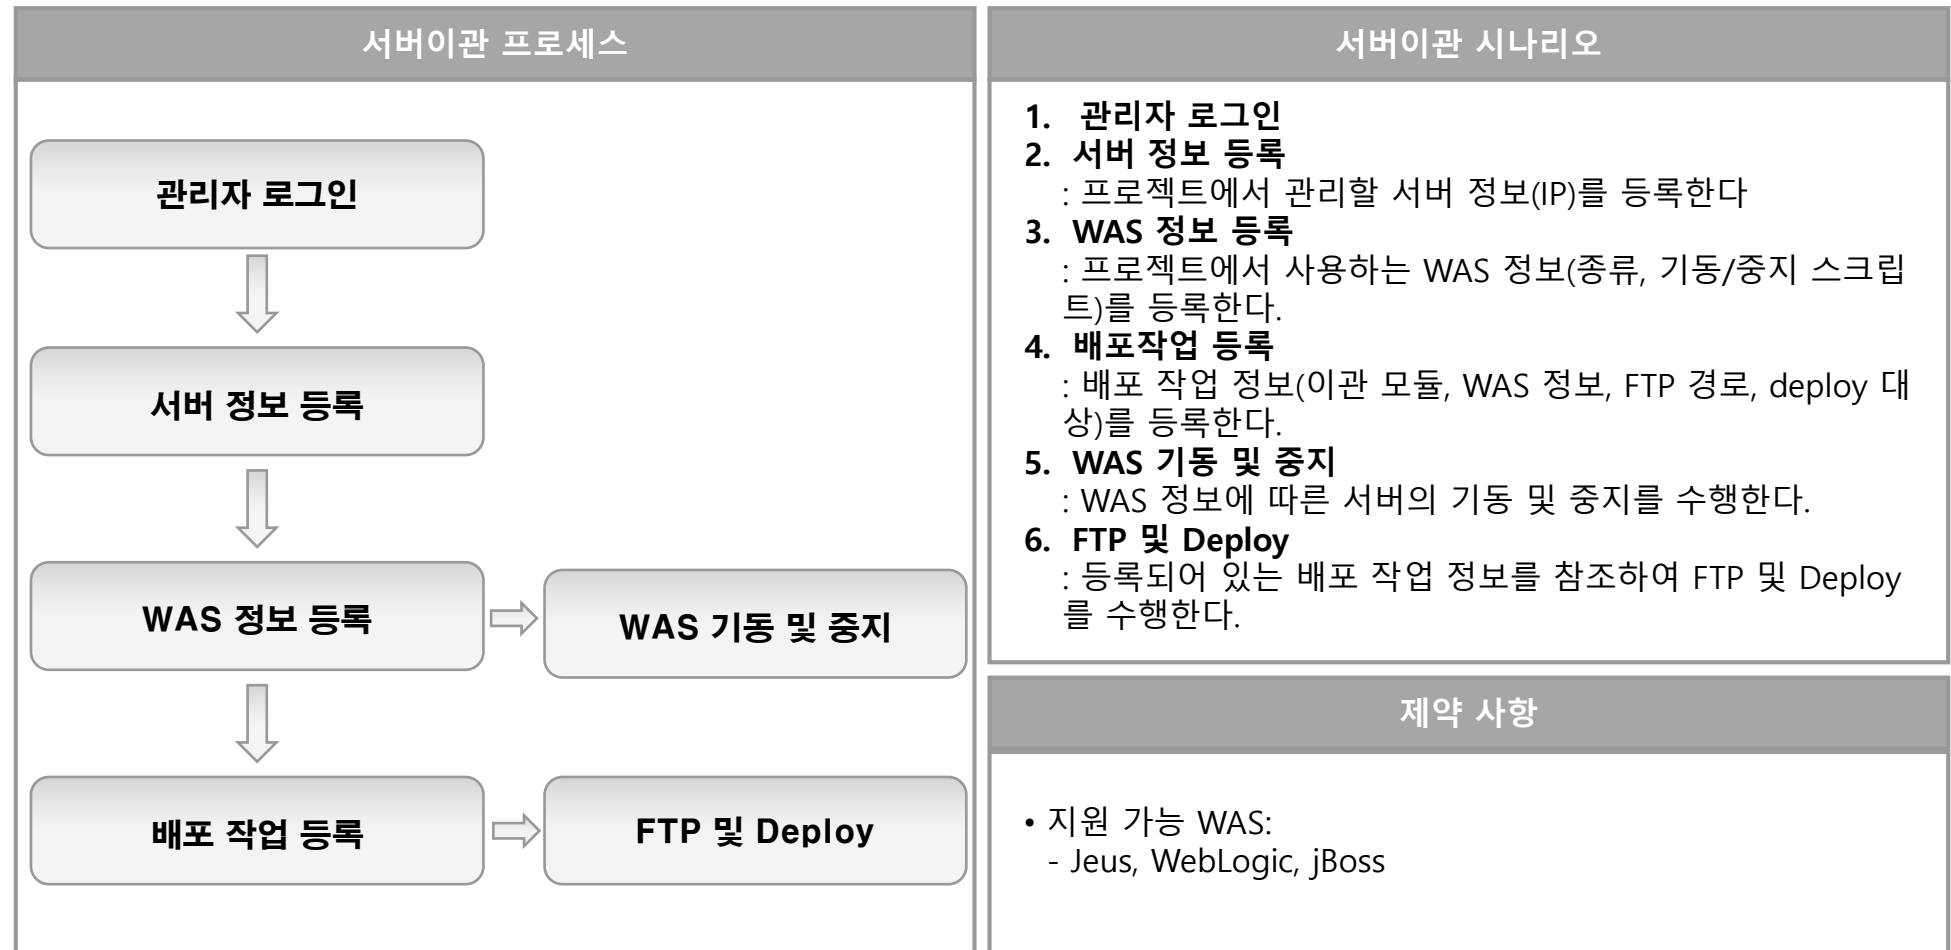 서버이관 프로세스
관리자 로그인
서버 정보 등록
WAS 정보 등록
WAS 기동 및 중지
배포 작업 등록
FTP 및 Deploy
서버이관 시나리오
1. 관리자 로그인
2. 서버 정보 등록
: 프로젝트에서 관리할 서버 정보(IP)를 등록한다
3. WAS 정보 등록
: 프로젝트에서 사용하는 WAS 정보(종류, 기동/중지 스크립
트)를 등록한다.
4. 배포작업 등록
: 배포 작업 정보(이관 모듈, WAS 정보, FTP 경로, deploy 대
상)를 등록한다.
5. WAS 기동 및 중지
: WAS 정보에 따른 서버의 기동 및 중지를 수행한다.
6. FTP 및 Deploy
: 등록되어 있는 배포 작업 정보를 참조하여 FTP 및 Deploy
를 수행한다.
제약 사항
• 지원 가능 WAS:
- Jeus, WebLogic, jBoss